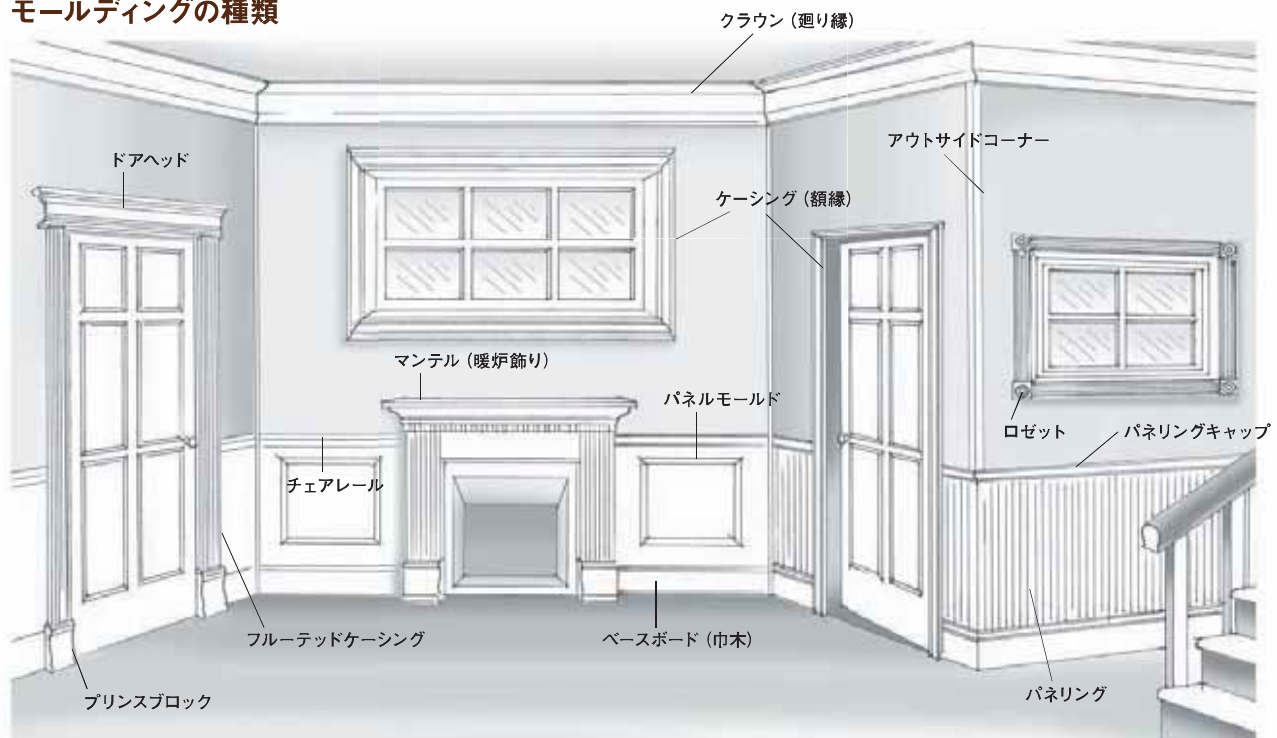 モールディングの種類
クラウン（廻り縁）
アウトサイドコーナー
ドアヘッド
ケーシング（額縁）
マンテル（暖炉飾り）
パネルモールド
ロゼット
パネリングキャップ
チェアレール
フルーテッドケーシング
ベースボード（巾木）
パネリング
プリンスブロック